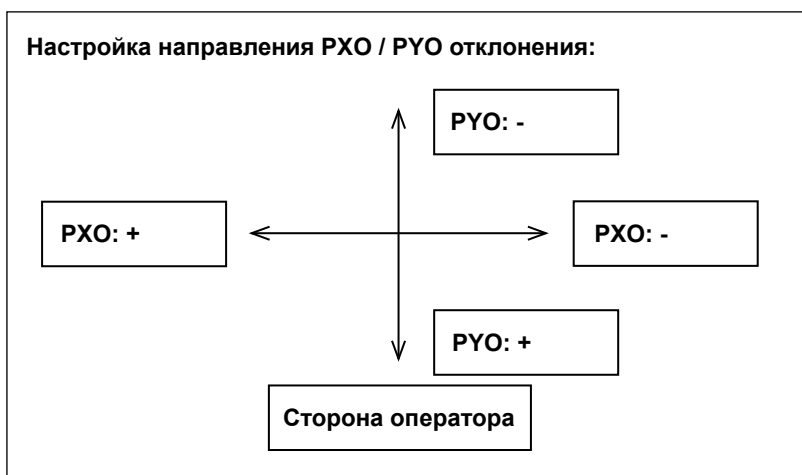 Настройка направления PXO / PYO отклонения:
PYO: -
PXO: +
PXO: -
PYO: +
Сторона оператора